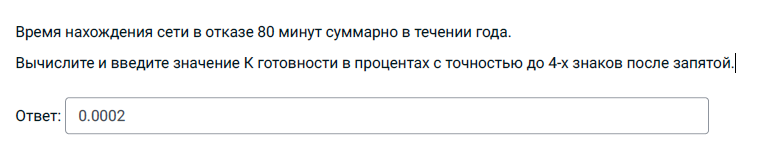 Время нахождения сети в отказе 80 минут суммарно в течении года.
Вычислите и введите значение К готовности в процентах с точностью до 4-х знаков после запятой.
Ответ: 0.0002